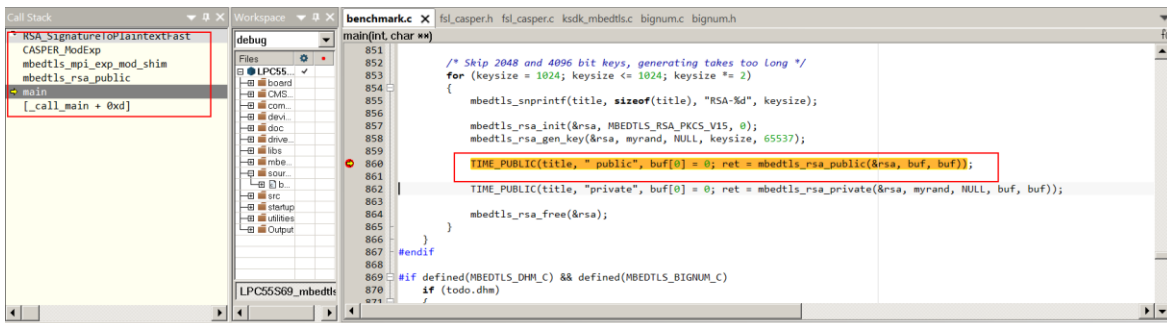 Call Stack
RSA_SignatureToPlaintextFast
CASPER_ModExp
mbedtls_mpi_exp_mod_shim
mbedtls_rsa_public
main
[_call_main + 0xd]
Workspace
debug
Files
LPC55...
board
CMS...
com...
devi...
doc
drive...
libs
mbe...
sour...
b...
src
startup
utilities
Output
LPC55S69_mbedtls
benchmark.c fsl_casper.h fsl_casper.c ksdk_mbedtls.c bignum.c bignum.h
main(int, char **)
851
852 /* Skip 2048 and 4096 bit keys, generating takes too long */
853 for (keysize = 1024; keysize <= 1024; keysize *= 2)
854 {
855 mbedtls_snprintf(title, sizeof(title), "RSA-%d", keysize);
856
857 mbedtls_rsa_init(&rsa, MBEDTLS_RSA_PKCS_V15, 0);
858 mbedtls_rsa_gen_key(&rsa, myrand, NULL, keysize, 65537);
859
860 TIME_PUBLIC(title, " public", buf[0] = 0; ret = mbedtls_rsa_public(&rsa, buf, buf));
861
862 TIME_PUBLIC(title, "private", buf[0] = 0; ret = mbedtls_rsa_private(&rsa, myrand, NULL, buf, buf));
863
864 mbedtls_rsa_free(&rsa);
865 }
866 }
867 #endif
868
869 #if defined(MBEDTLS_DHM_C) && defined(MBEDTLS_BIGNUM_C)
870 if (todo.dhm)
871 {